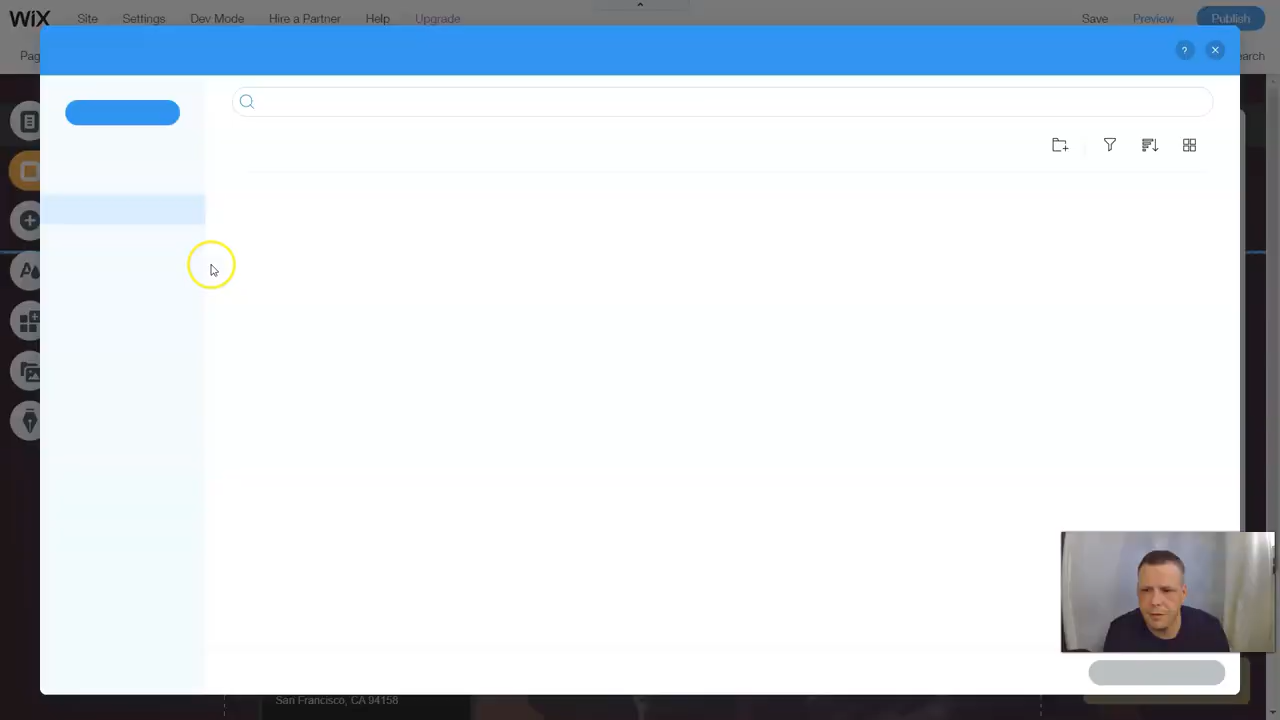 WiX Site Settings Dev Mode Hire a Partner Help Upgrade Save Preview Publish
Pag
earch
San Francisco, CA 94158